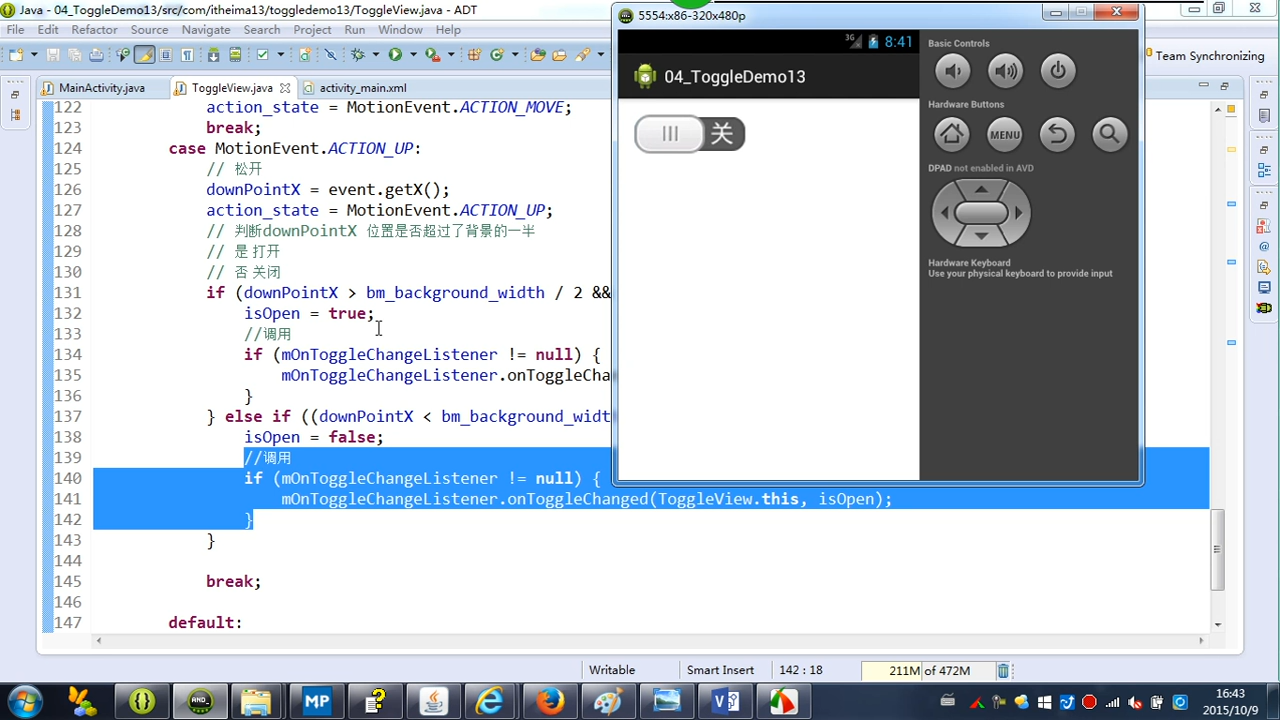 Java - 04_ToggleDemo13/src/com/itheima13/toggledemo13/ToggleView.java - ADT
File Edit Refactor Source Navigate Search Project Run Window Help
Team Synchronizing
MainActivity.java ToggleView.java activity_main.xml
122 action_state = MotionEvent.ACTION_MOVE;
123 break;
124 case MotionEvent.ACTION_UP:
125 // 松开
126 downPointX = event.getX();
127 action_state = MotionEvent.ACTION_UP;
128 // 判断downPointX 位置是否超过了背景的一半
129 // 是 打开
130 // 否 关闭
131 if (downPointX > bm_background_width / 2 &&
132 isOpen = true;
133 //调用
134 if (mOnToggleChangeListener != null) {
135 mOnToggleChangeListener.onToggleCha
136 }
137 } else if ((downPointX < bm_background_widt
138 isOpen = false;
139 //调用
140 if (mOnToggleChangeListener != null) {
141 mOnToggleChangeListener.onToggleChanged(ToggleView.this, isOpen);
142 }
143 }
144
145 break;
146
147 default:
5554:x86-320x480p
3G 8:41
04_ToggleDemo13
关
Basic Controls
Hardware Buttons
MENU
DPAD not enabled in AVD
Hardware Keyboard
Use your physical keyboard to provide input
Writable Smart Insert 142 : 18 211M of 472M
MP
16:43
2015/10/9